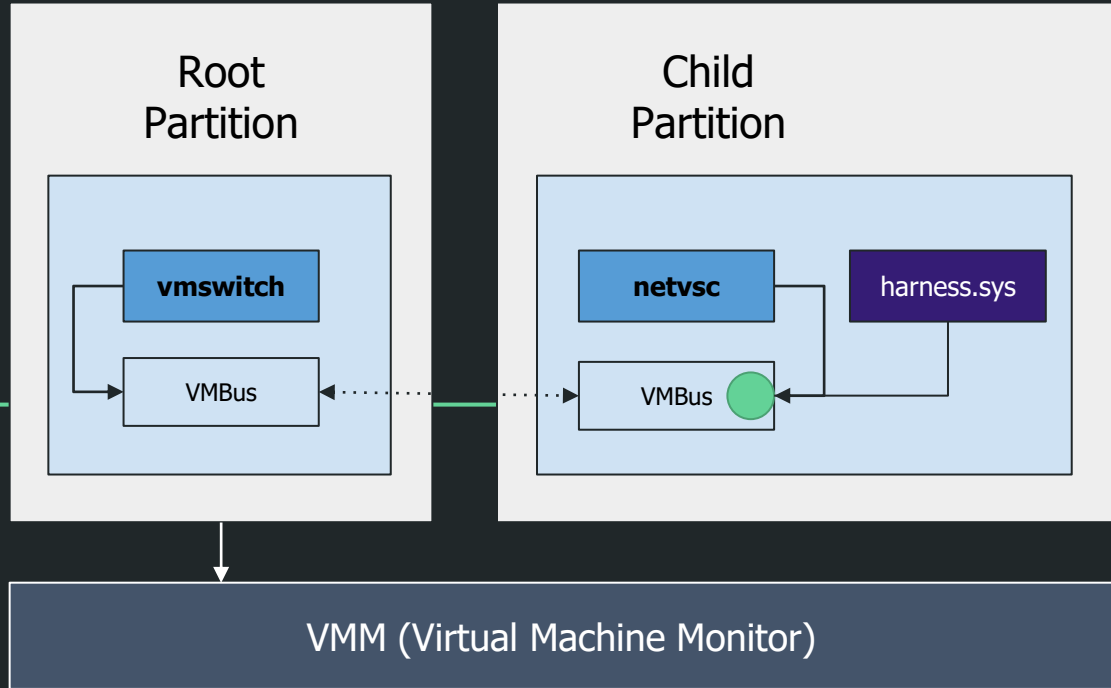 Root
Partition
vmswitch
VMBus
Child
Partition
netvsc
harness.sys
VMBus
VMM (Virtual Machine Monitor)